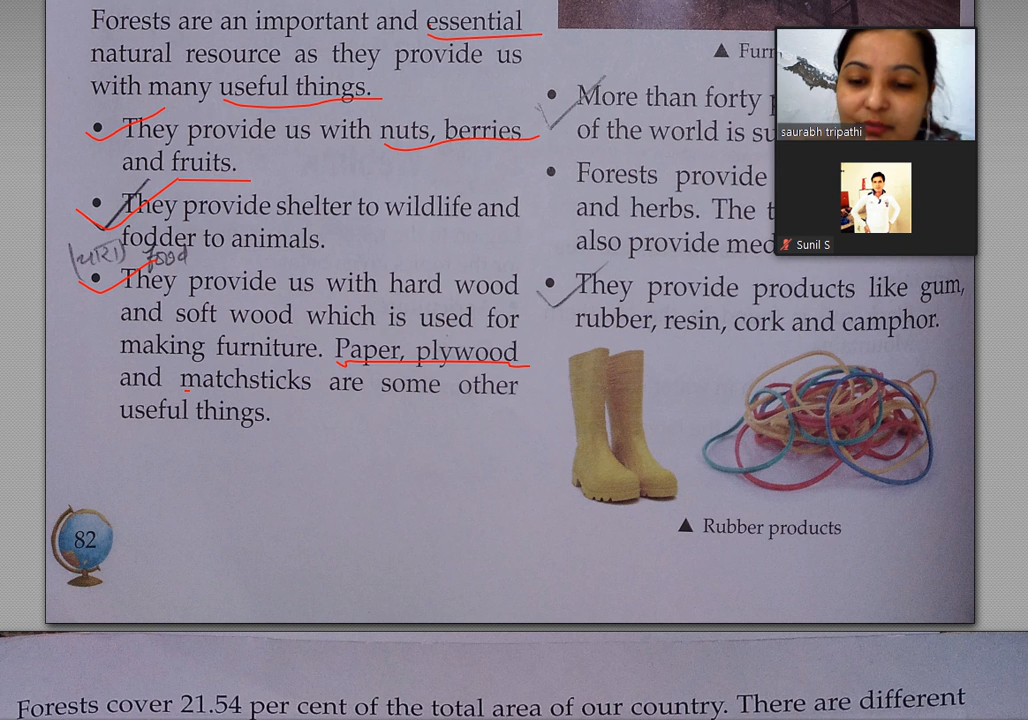 Forests are an important and essential
natural resource as they provide us
with many useful things.
• They provide us with nuts, berries
and fruits.
• They provide shelter to wildlife and
fodder to animals.
food
• They provide us with hard wood
and soft wood which is used for
making furniture. Paper, plywood
and matchsticks are some other
useful things.
82
▲ Furn
• More than forty
of the world is su
• Forests provide
and herbs. The t
also provide med
• They provide products like gum,
rubber, resin, cork and camphor.
▲ Rubber products
saurabh tripathi
Sunil S
Forests cover 21.54 per cent of the total area of our country. There are different